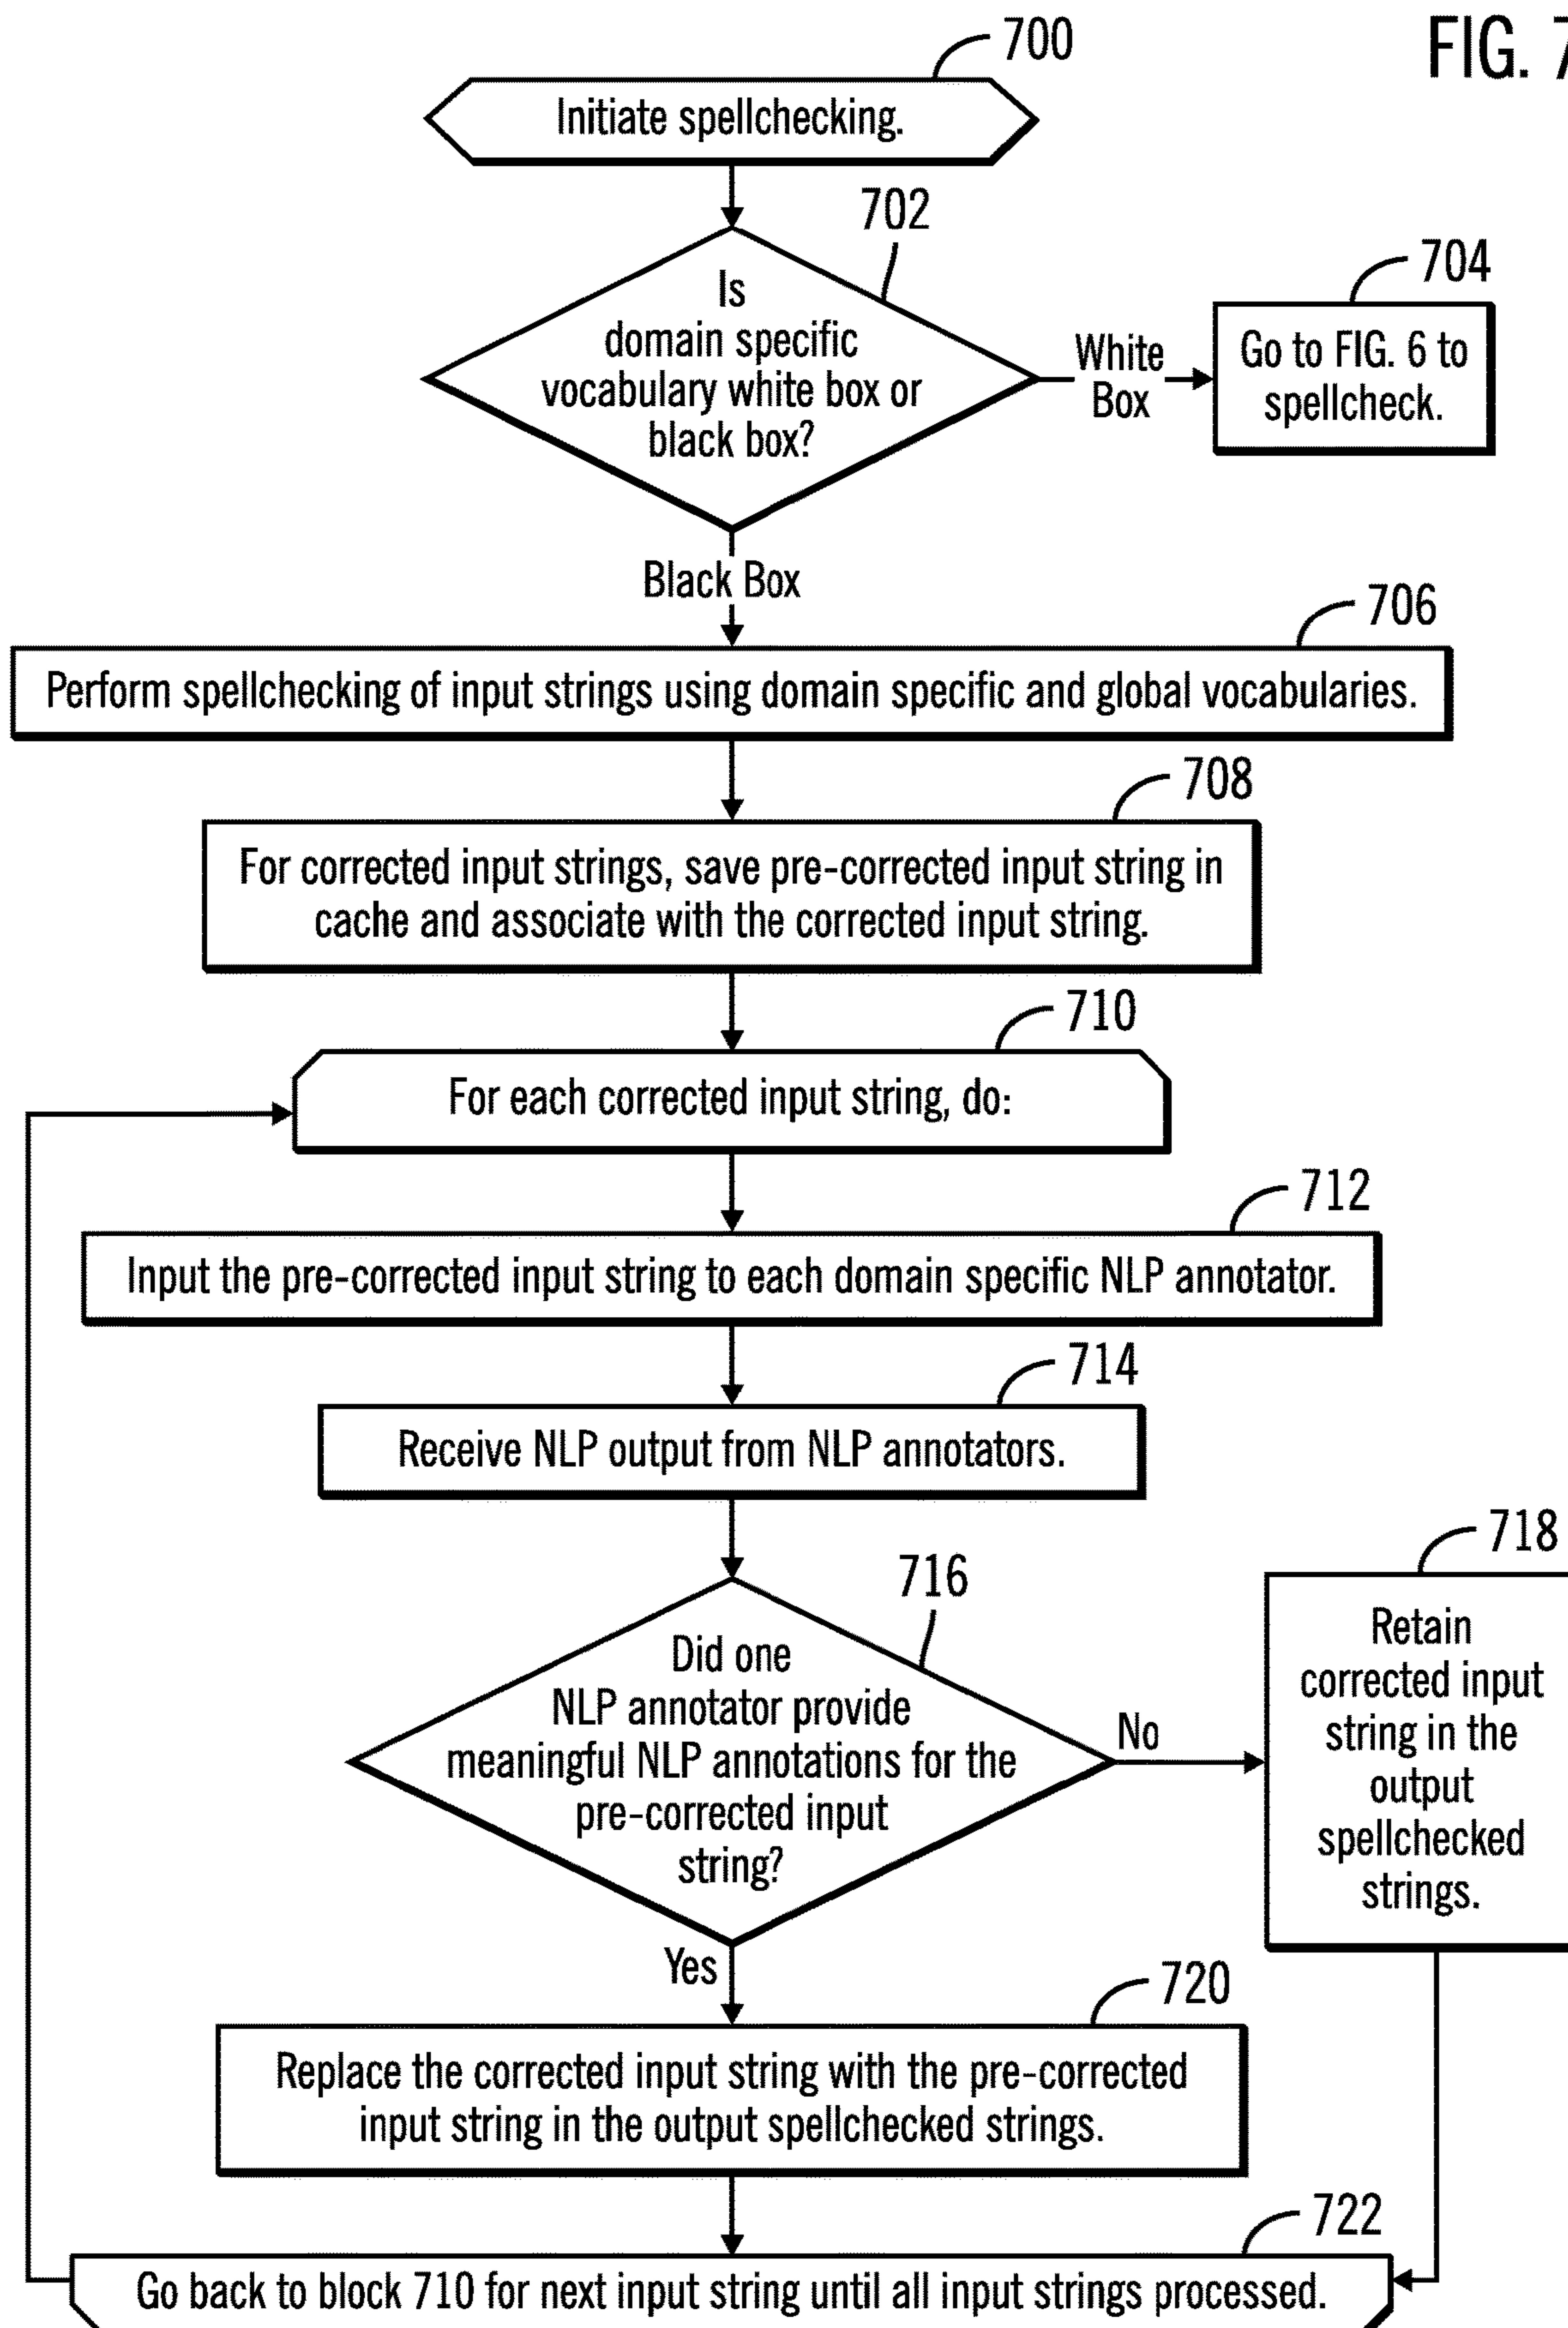 FIG. 7
700
Initiate spellchecking.
702
Is
domain specific
vocabulary white box or
black box?
White
Box
704
Go to FIG. 6 to
spellcheck.
Black Box
706
Perform spellchecking of input strings using domain specific and global vocabularies.
708
For corrected input strings, save pre-corrected input string in
cache and associate with the corrected input string.
710
For each corrected input string, do:
712
Input the pre-corrected input string to each domain specific NLP annotator.
714
Receive NLP output from NLP annotators.
716
Did one
NLP annotator provide
meaningful NLP annotations for the
pre-corrected input
string?
No
718
Retain
corrected input
string in the
output
spellchecked
strings.
Yes
720
Replace the corrected input string with the pre-corrected
input string in the output spellchecked strings.
722
Go back to block 710 for next input string until all input strings processed.